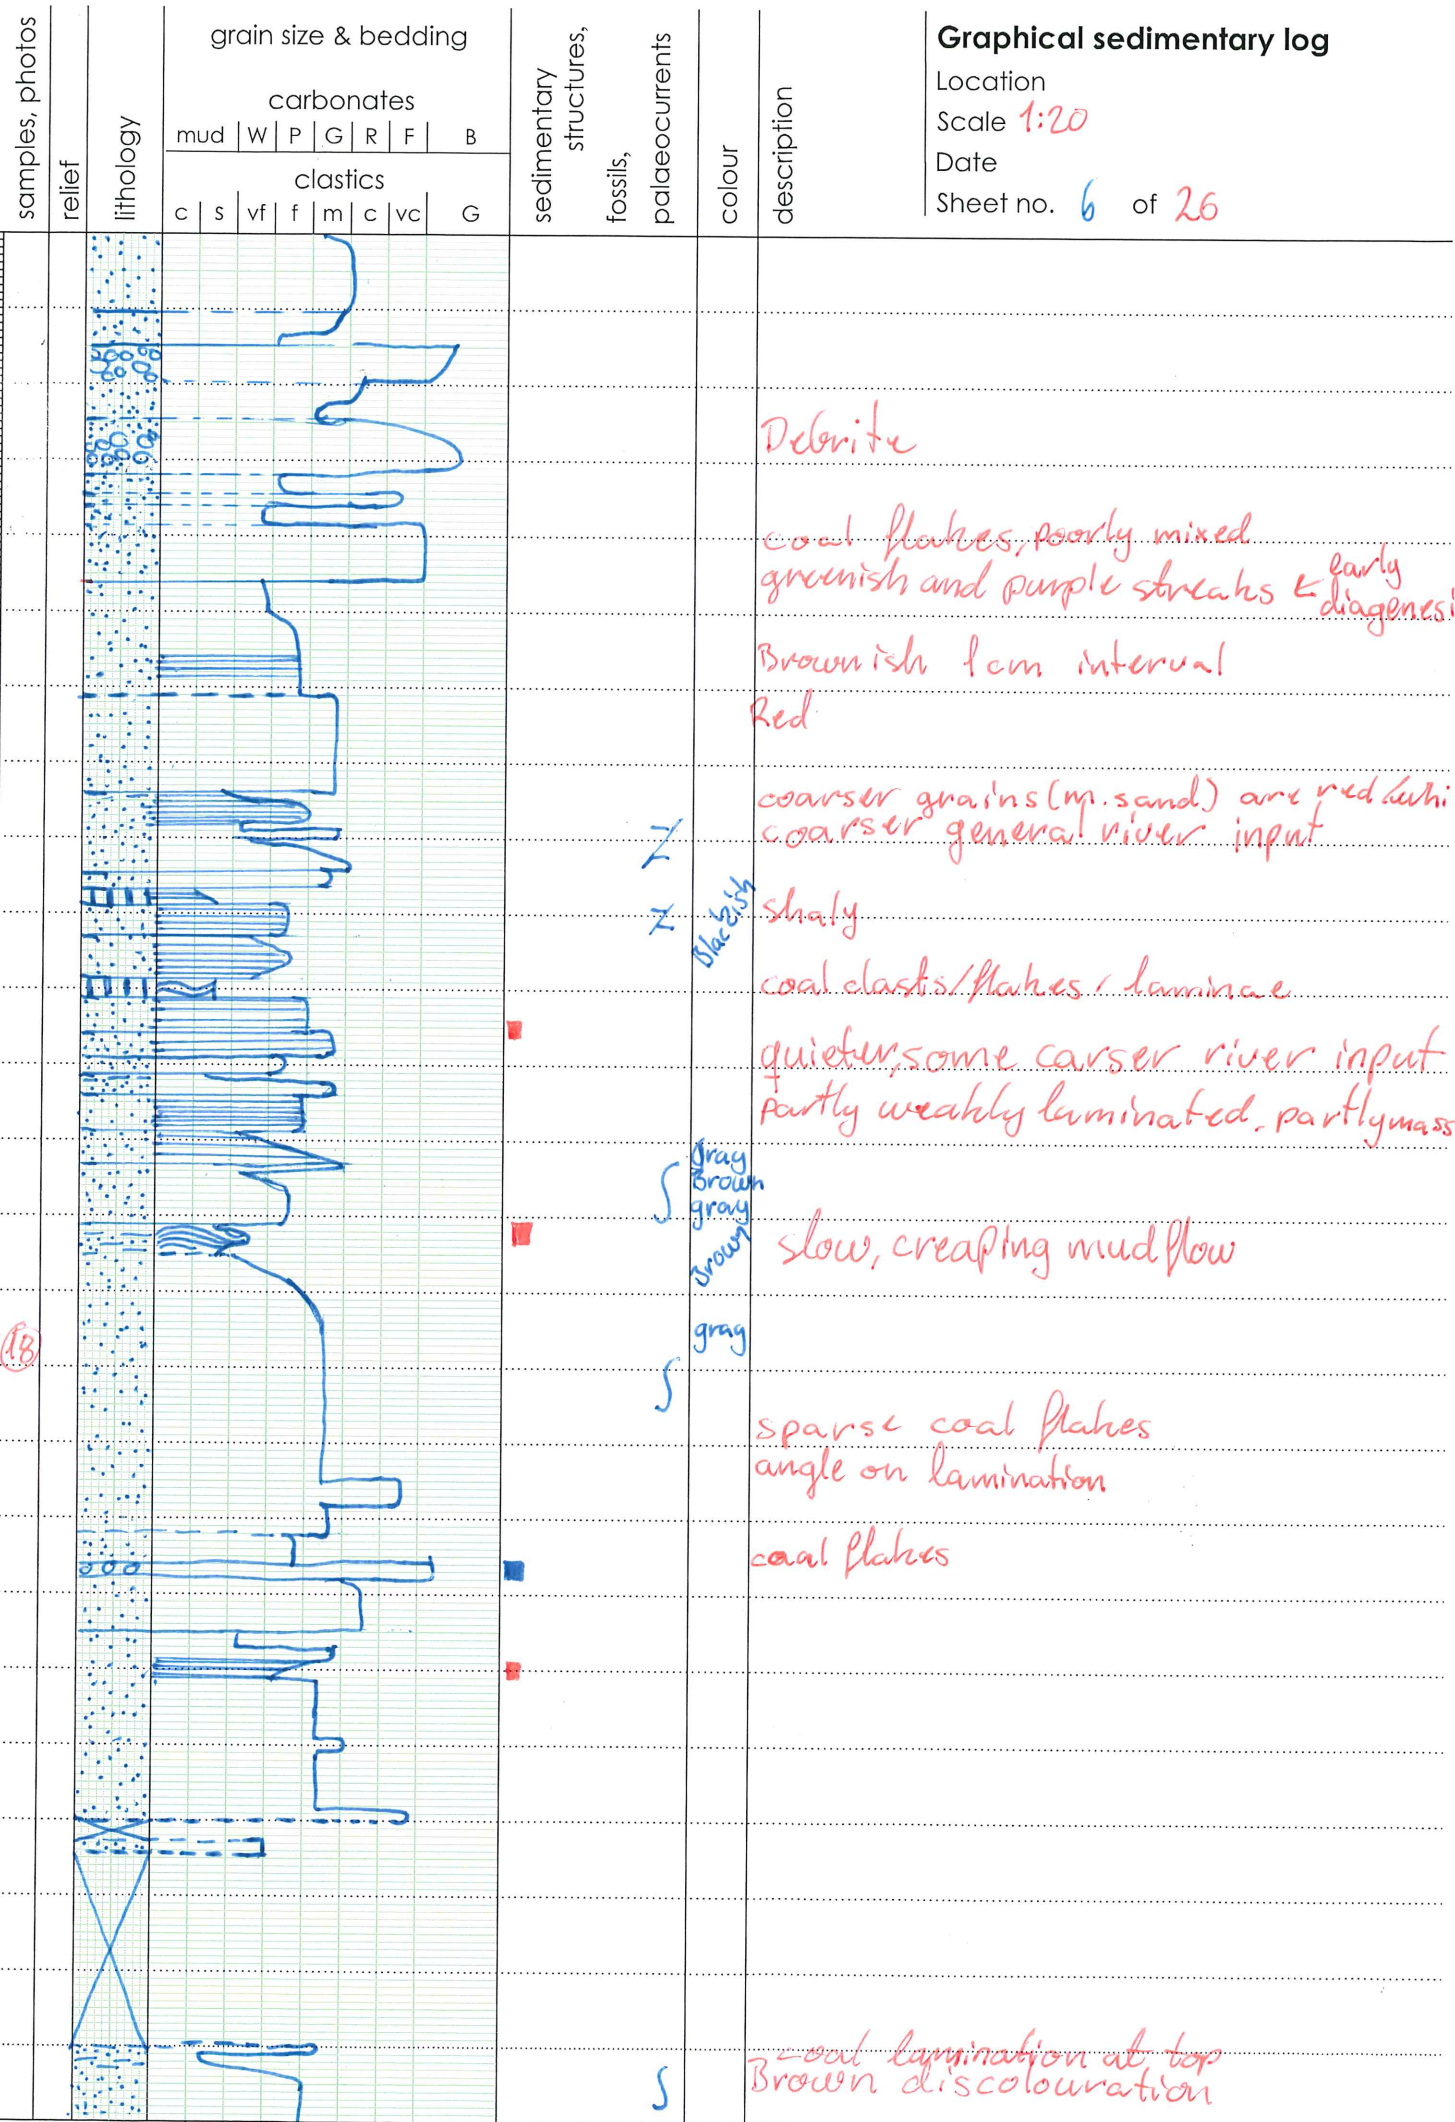 samples, photos
relief
lithology
grain size & bedding
carbonates
mud W P G R F B
clastics
c s vf f m c vc G
sedimentary
structures,
fossils,
palaeocurrents
colour
description
Graphical sedimentary log
Location
Scale 1:20
Date
Sheet no. 6 of 26
Debrite
coal flakes, poorly mixed
greenish and purple streaks ← early
diagenesi
Brownish 1cm interval
Red
coarser grains (m. sand) are red/whi
coarser general river input
Blackish
shaly
coal clasts/flakes/laminae
quieter, some carser river input
Partly weakly laminated, partly mass
Gray
Brown
gray
Brown
slow, creaping mudflow
gray
18
sparse coal flakes
angle on lamination
coal flakes
coal lamination at top
Brown discolouration